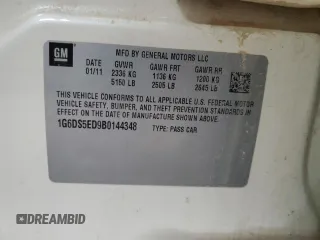 GM
MFD BY GENERAL MOTORS LLC
DATE GVWR GAWR FRT GAWR RR
01/11 2336 KG 1136 KG 1200 KG
5150 LB 2505 LB 2645 LB
THIS VEHICLE CONFORMS TO ALL APPLICABLE U.S. FEDERAL MOTOR
VEHICLE SAFETY, BUMPER, AND THEFT PREVENTION STANDARDS
IN EFFECT ON THE DATE OF MANUFACTURE SHOWN ABOVE.
1G6DS5ED9B0144348 TYPE: PASS CAR
DREAMBID